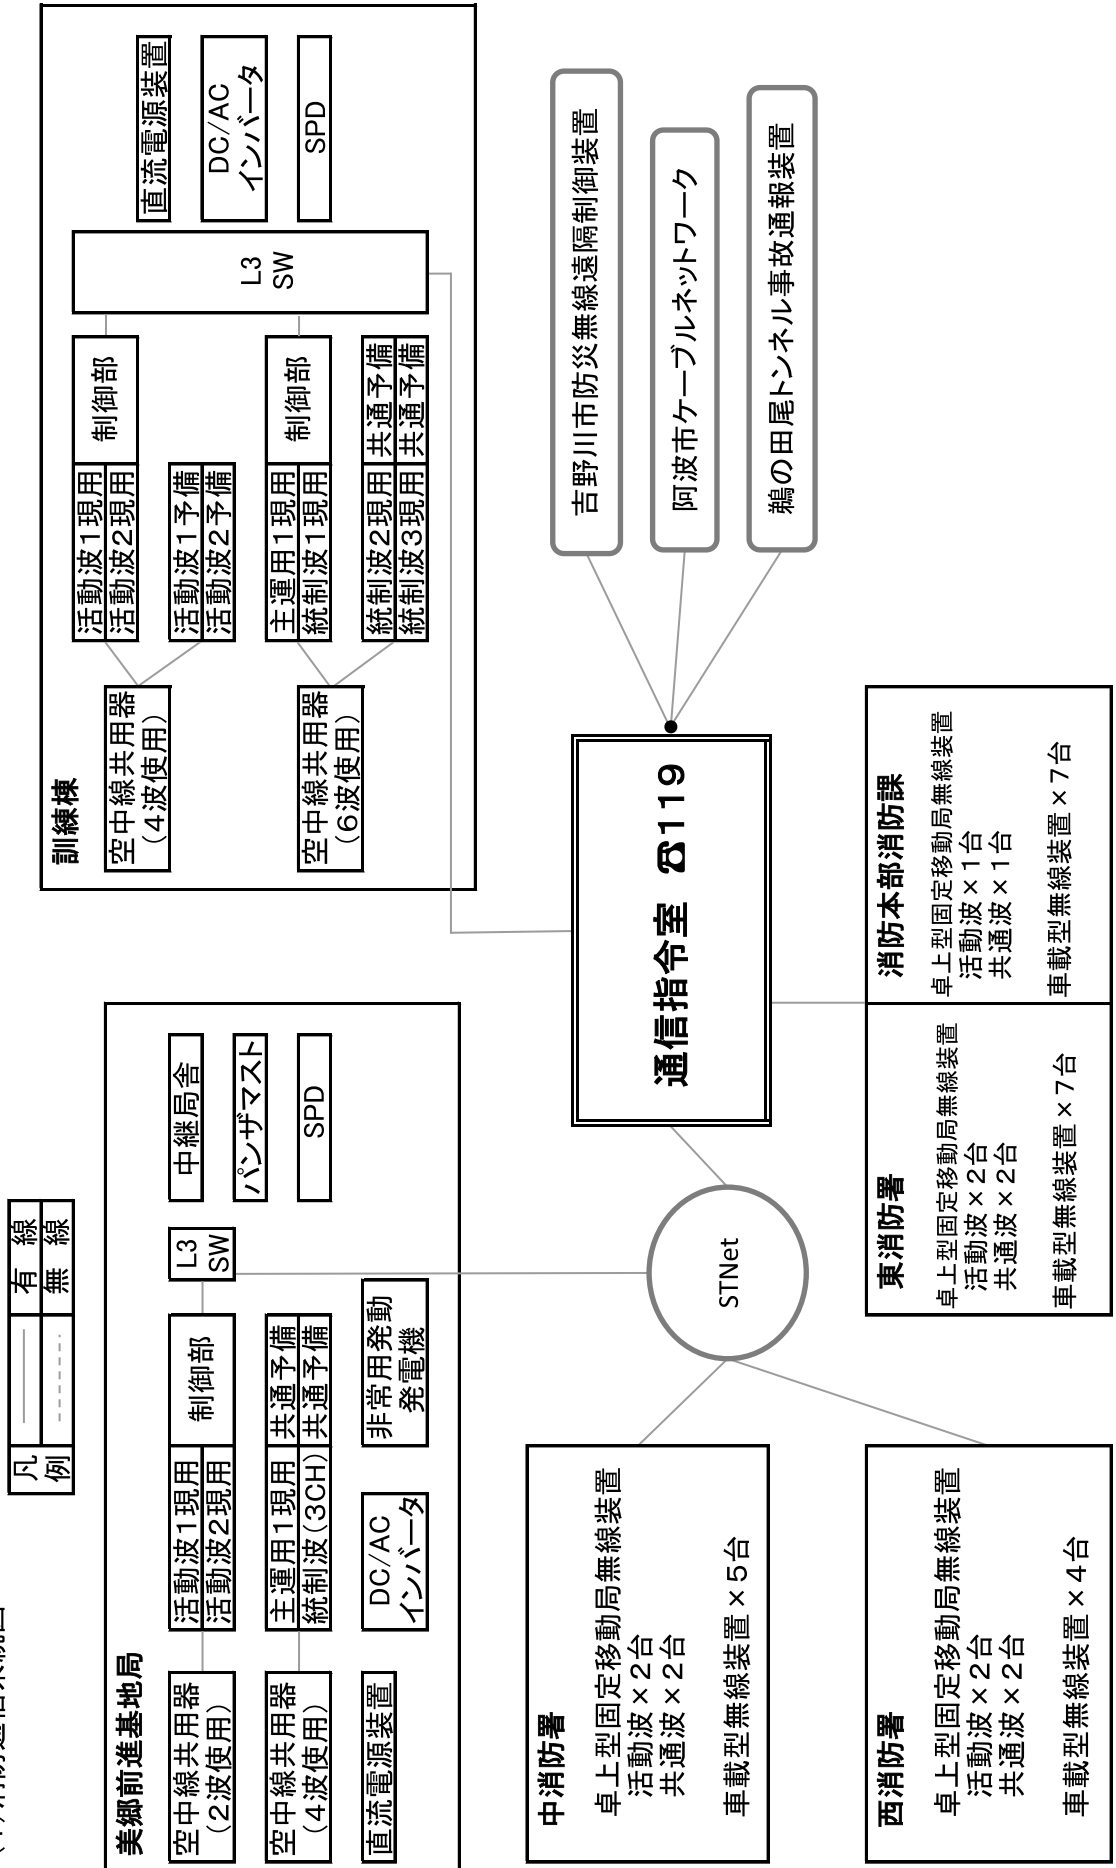 凡例
有線
無線
美郷前進基地局
空中線共用器
（２波使用）
活動波１現用
活動波２現用
制御部
L3
SW
中継局舎
空中線共用器
（４波使用）
主運用１現用
統制波（３CH）
共通予備
共通予備
パンザマスト
SPD
直流電源装置
DC/AC
インバータ
非常用発動
発電機
訓練棟
空中線共用器
（４波使用）
活動波１現用
活動波２現用
制御部
活動波１予備
活動波２予備
空中線共用器
（６波使用）
主運用１現用
統制波１現用
制御部
統制波２現用
統制波３現用
共通予備
共通予備
L3
SW
直流電源装置
DC/AC
インバータ
SPD
通信指令室 ☎１１９
吉野川市防災無線遠隔制御装置
阿波市ケーブルネットワーク
鵜の田尾トンネル事故通報装置
STNet
中消防署
卓上型固定移動局無線装置
活動波×２台
共通波×２台
車載型無線装置×５台
西消防署
卓上型固定移動局無線装置
活動波×２台
共通波×２台
車載型無線装置×４台
東消防署
卓上型固定移動局無線装置
活動波×２台
共通波×２台
車載型無線装置×７台
消防本部消防課
卓上型固定移動局無線装置
活動波×１台
共通波×１台
車載型無線装置×７台